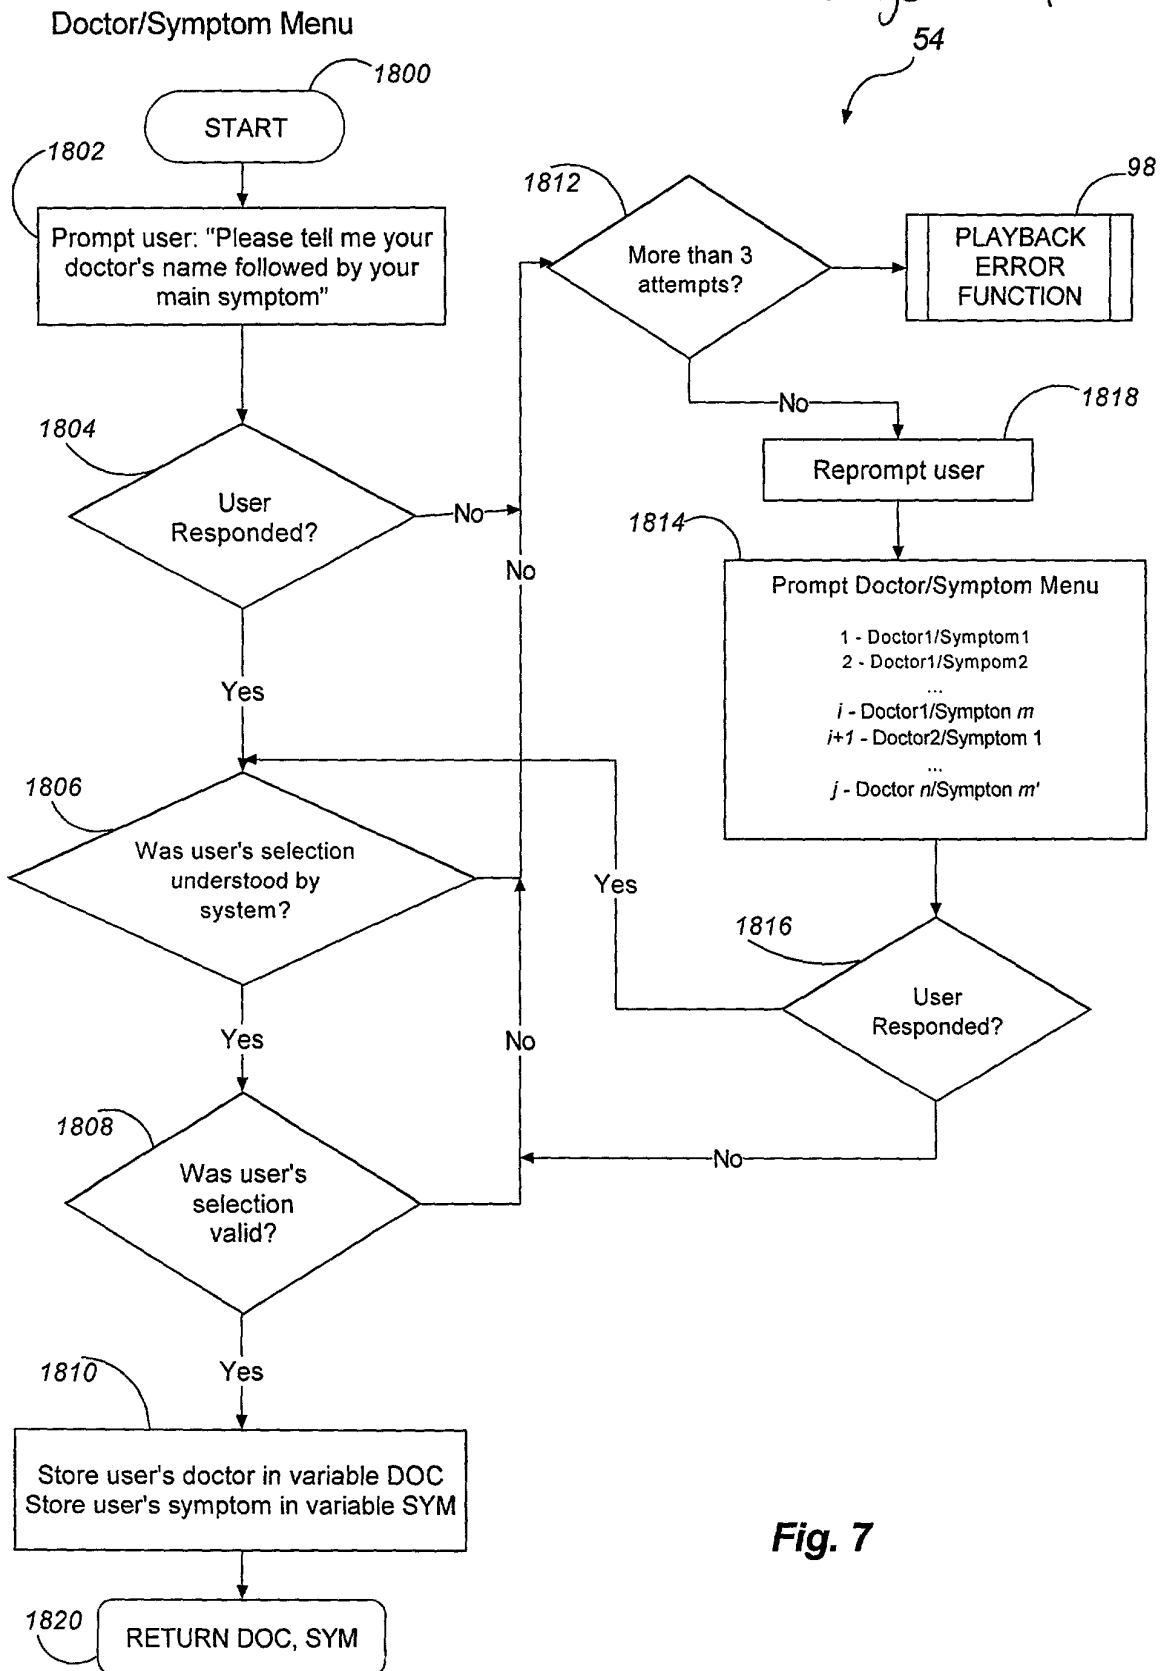 Doctor/Symptom Menu
54
1800
START
1802
Prompt user: "Please tell me your
doctor's name followed by your
main symptom"
1804
User
Responded?
No
Yes
No
1806
Was user's selection
understood by
system?
Yes
No
1808
Was user's
selection
valid?
Yes
1810
Store user's doctor in variable DOC
Store user's symptom in variable SYM
1820
RETURN DOC, SYM
1812
More than 3
attempts?
98
PLAYBACK
ERROR
FUNCTION
No
1818
Reprompt user
1814
Prompt Doctor/Symptom Menu
1 - Doctor1/Symptom1
2 - Doctor1/Sympom2
...
i - Doctor1/Sympton m
i+1 - Doctor2/Symptom 1
...
j - Doctor n/Sympton m'
1816
User
Responded?
Yes
No
Fig. 7